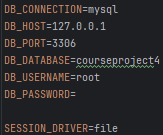 DB_CONNECTION=mysql
DB_HOST=127.0.0.1
DB_PORT=3306
DB_DATABASE=courseproject4
DB_USERNAME=root
DB_PASSWORD=
SESSION_DRIVER=file